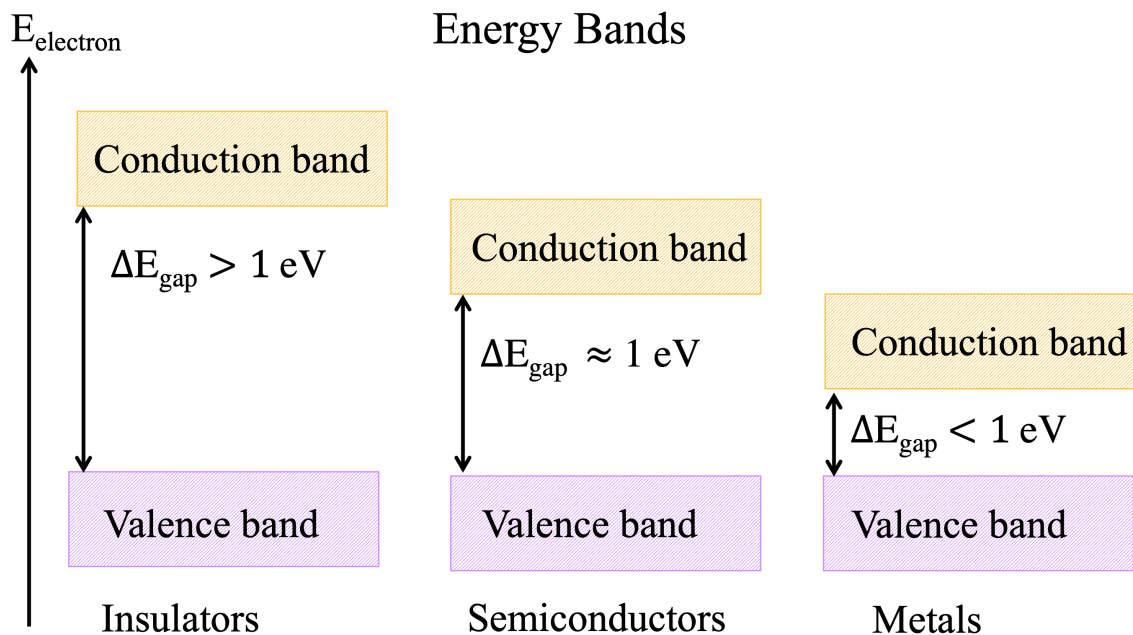 E_electron
Energy Bands
Conduction band
ΔE_gap > 1 eV
Valence band
Insulators
Conduction band
ΔE_gap ≈ 1 eV
Valence band
Semiconductors
Conduction band
ΔE_gap < 1 eV
Valence band
Metals